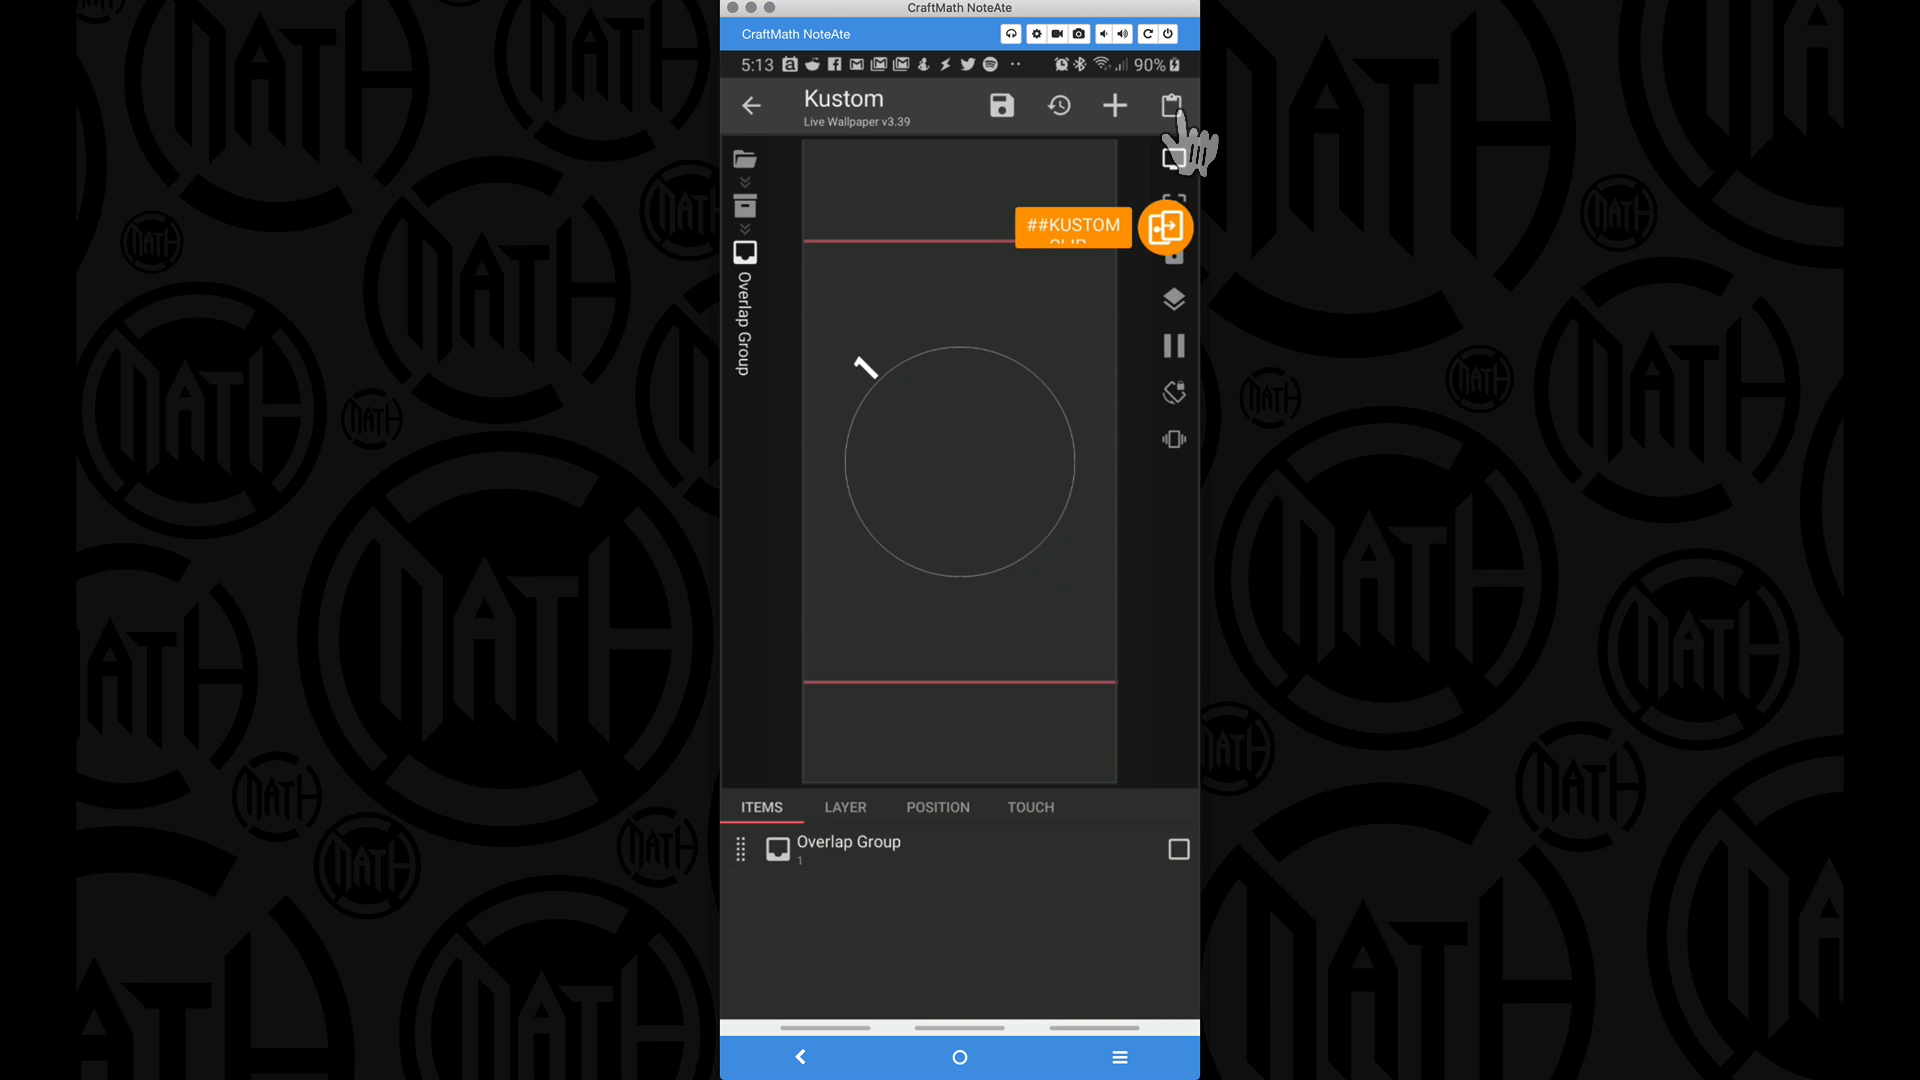 CraftMath NoteAte
CraftMath NoteAte
5:13
90%
Kustom
Live Wallpaper v3.39
##KUSTOM
Overlap Group
1
ITEMS LAYER POSITION TOUCH
Overlap Group
1